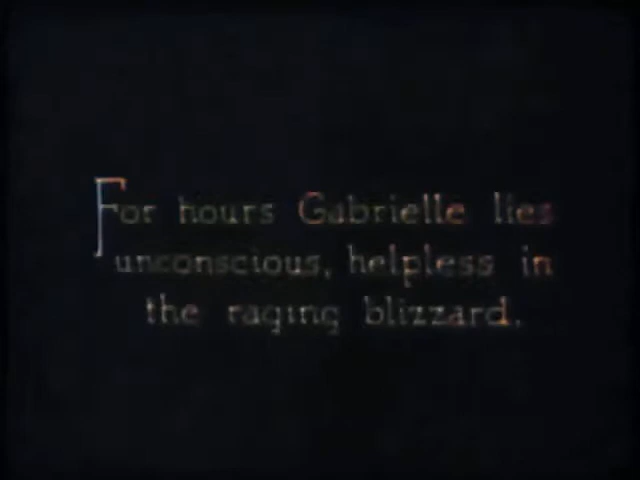 For hours Gabrielle lies
unconscious, helpless in
the raging blizzard.